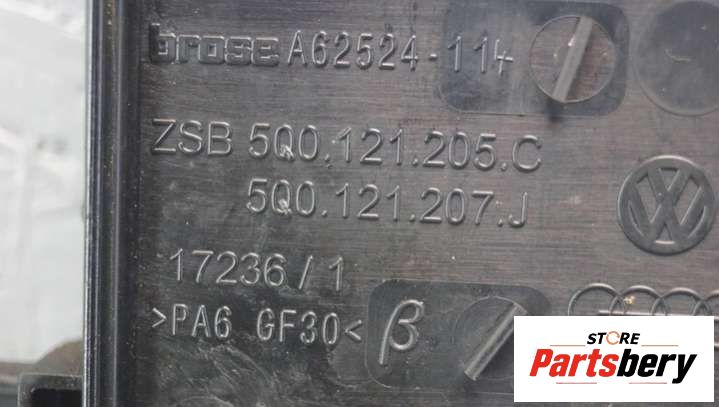 brose A62524-114
ZSB 5Q0.121.205.C
5Q0.121.207.J
17236 / 1
>PA6 GF30< β
STORE
Partsbery